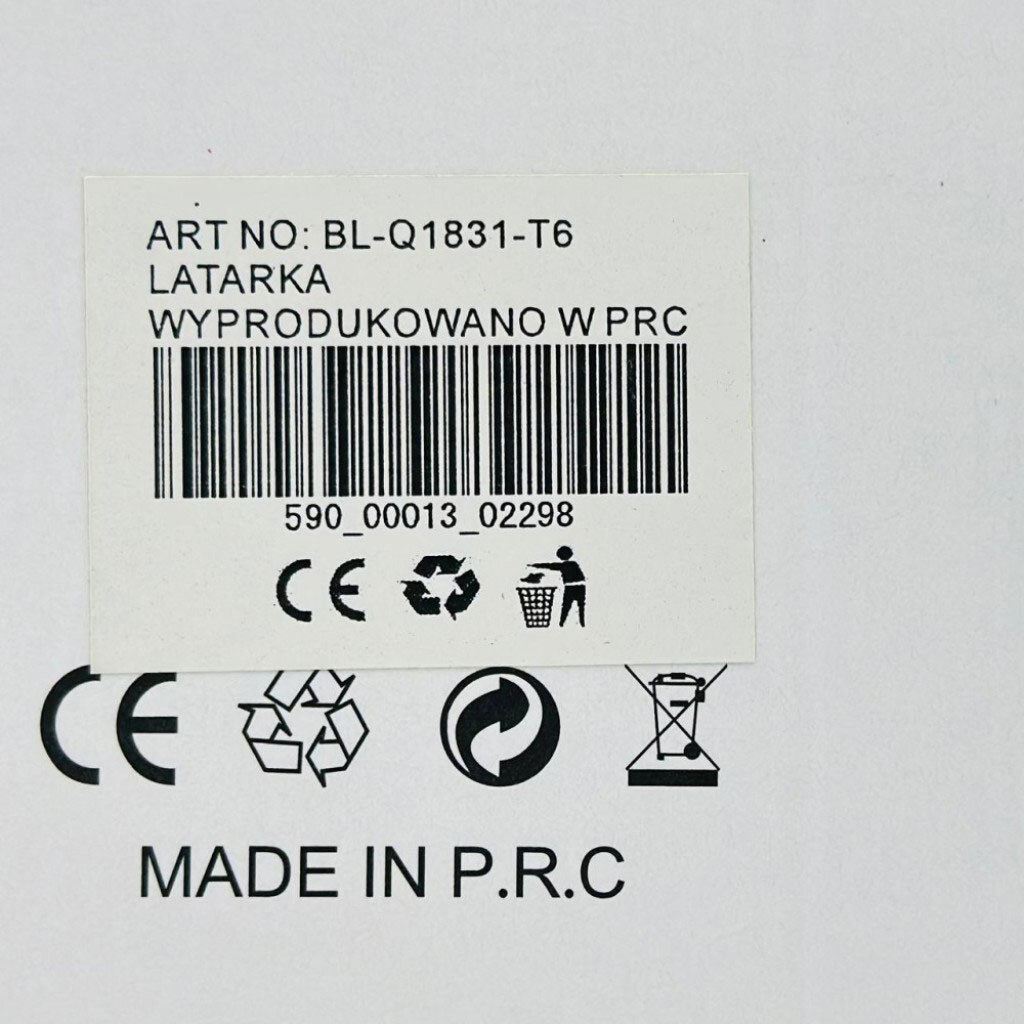 ART NO: BL-Q1831-T6
LATARKA
WYPRODUKOWANO W PRC
590_00013_02298
CE
CE
MADE IN P.R.C